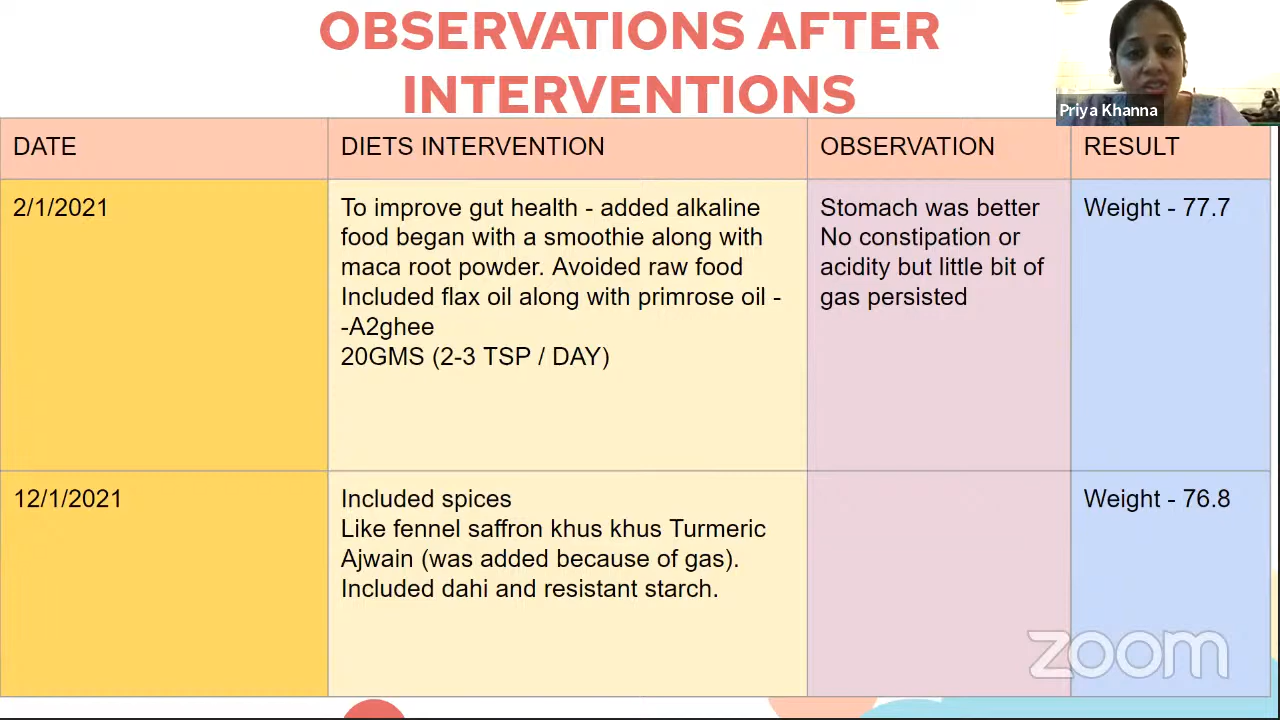 OBSERVATIONS AFTER
INTERVENTIONS
Priya Khanna
DATE
DIETS INTERVENTION
OBSERVATION
RESULT
2/1/2021
To improve gut health - added alkaline
food began with a smoothie along with
maca root powder. Avoided raw food
Included flax oil along with primrose oil -
-A2ghee
20GMS (2-3 TSP / DAY)
Stomach was better
No constipation or
acidity but little bit of
gas persisted
Weight - 77.7
12/1/2021
Included spices
Like fennel saffron khus khus Turmeric
Ajwain (was added because of gas).
Included dahi and resistant starch.
Weight - 76.8
zoom